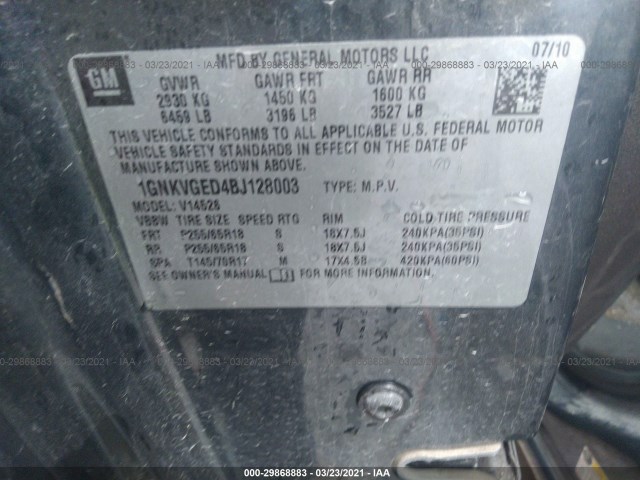 MFD BY GENERAL MOTORS LLC 07/10
GM
GVWR GAWR FRT GAWR RR
2930 KG 1450 KG 1600 KG
6459 LB 3196 LB 3527 LB
THIS VEHICLE CONFORMS TO ALL APPLICABLE U.S. FEDERAL MOTOR
VEHICLE SAFETY STANDARDS IN EFFECT ON THE DATE OF
MANUFACTURE SHOWN ABOVE.
1GNKVGED4BJ128003 TYPE: M.P.V.
MODEL: V14526
VBBW TIRE SIZE SPEED RTG RIM COLD TIRE PRESSURE
FRT P255/65R18 S 18X7.5J 240KPA(35PSI)
RR P255/65R18 S 18X7.5J 240KPA(35PSI)
SPA T145/70R17 M 17X4.5B 420KPA(60PSI)
SEE OWNER'S MANUAL FOR MORE INFORMATION.
000-29868883 / 03/23/2021 - IAA